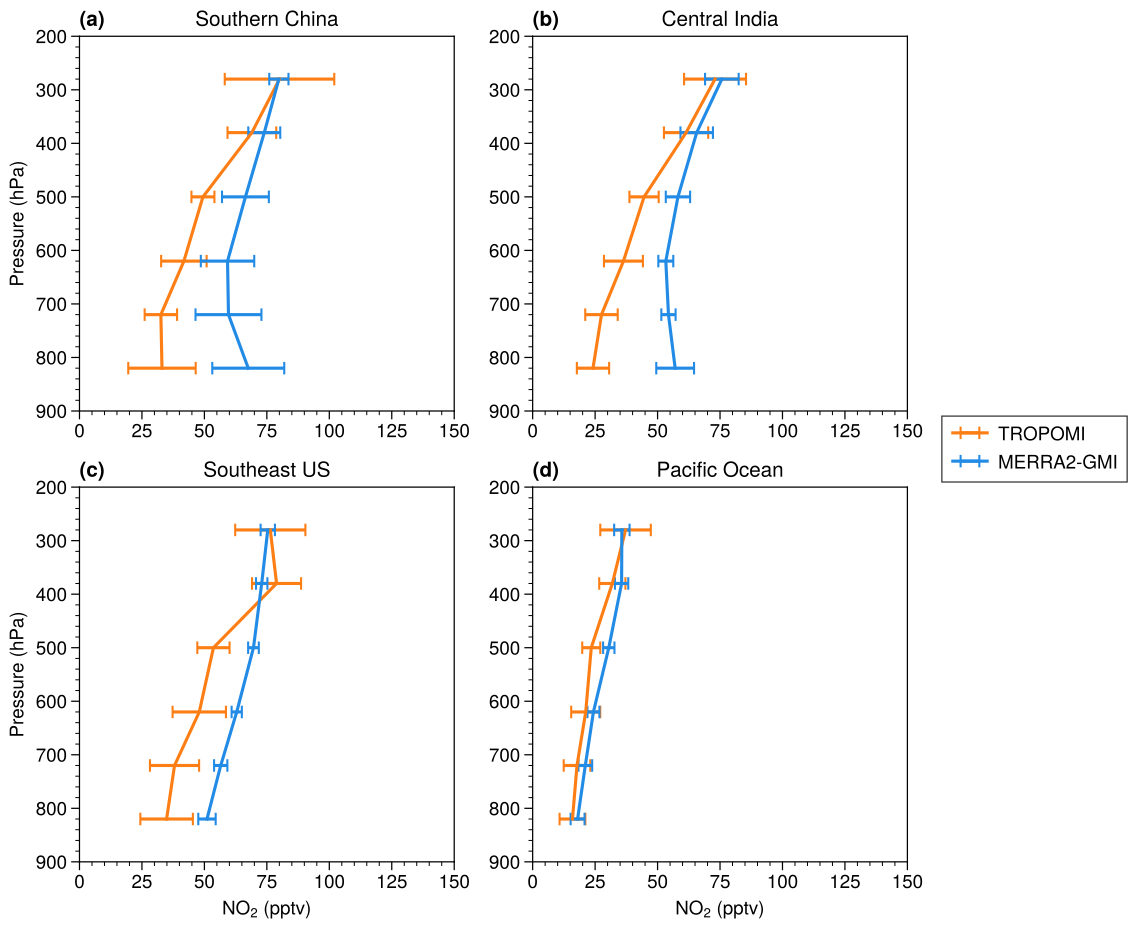 (a) Southern China
(b) Central India
200
300
400
500
600
700
800
900
Pressure (hPa)
0 25 50 75 100 125 150
200
300
400
500
600
700
800
900
0 25 50 75 100 125 150
TROPOMI
MERRA2-GMI
(c) Southeast US
(d) Pacific Ocean
200
300
400
500
600
700
800
900
Pressure (hPa)
0 25 50 75 100 125 150
NO₂ (pptv)
200
300
400
500
600
700
800
900
0 25 50 75 100 125 150
NO₂ (pptv)